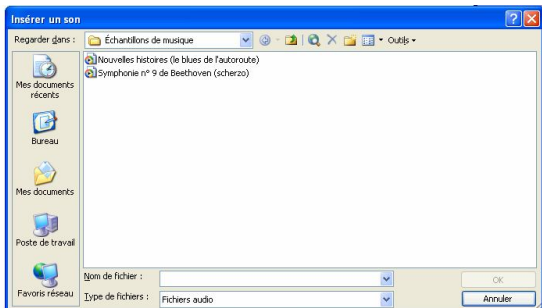 Insérer un son
Regarder dans :
Échantillons de musique
Outils
Nouvelles histoires (le blues de l'autoroute)
Symphonie n° 9 de Beethoven (scherzo)
Mes documents
récents
Bureau
Mes documents
Poste de travail
Favoris réseau
Nom de fichier :
OK
Type de fichiers :
Fichiers audio
Annuler